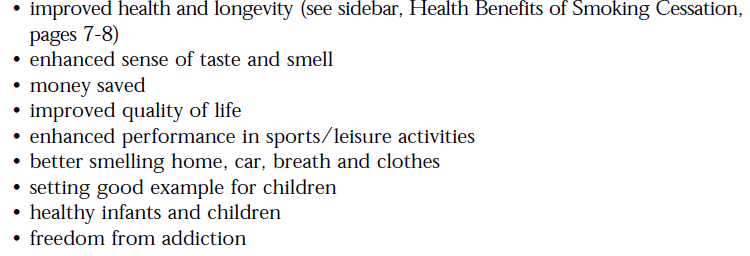 • improved health and longevity (see sidebar, Health Benefits of Smoking Cessation,
pages 7-8)
• enhanced sense of taste and smell
• money saved
• improved quality of life
• enhanced performance in sports/leisure activities
• better smelling home, car, breath and clothes
• setting good example for children
• healthy infants and children
• freedom from addiction